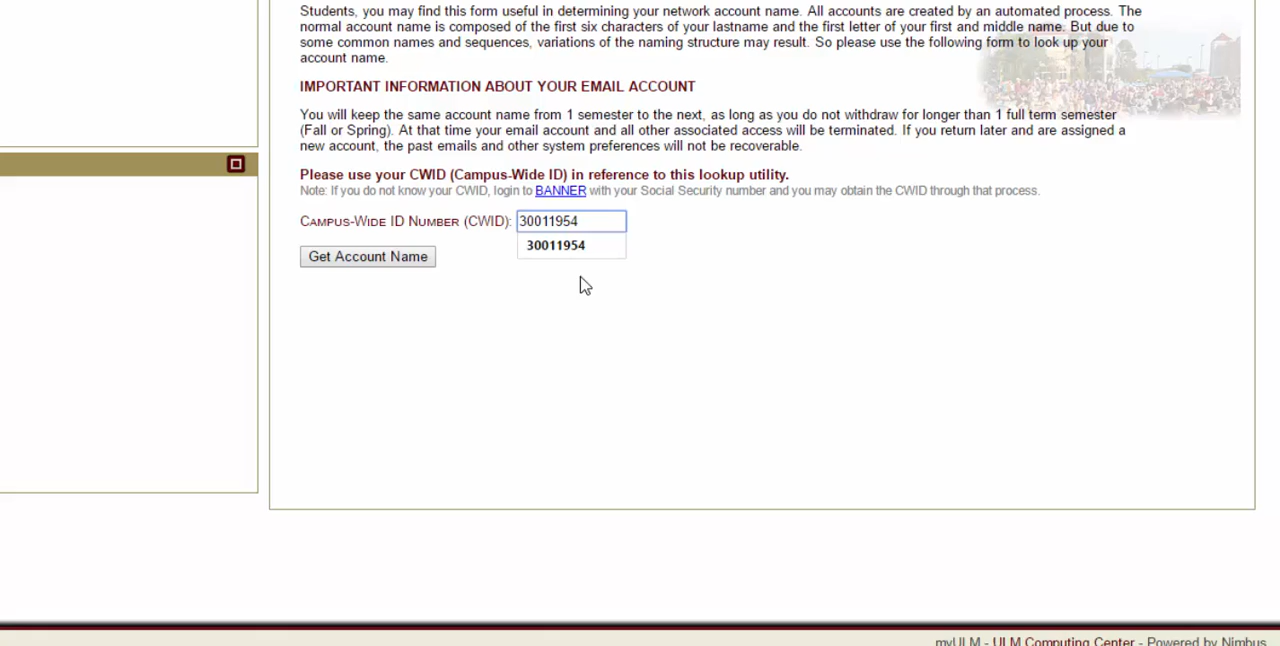 Students, you may find this form useful in determining your network account name. All accounts are created by an automated process. The
normal account name is composed of the first six characters of your lastname and the first letter of your first and middle name. But due to
some common names and sequences, variations of the naming structure may result. So please use the following form to look up your
account name.
IMPORTANT INFORMATION ABOUT YOUR EMAIL ACCOUNT
You will keep the same account name from 1 semester to the next, as long as you do not withdraw for longer than 1 full term semester
(Fall or Spring). At that time your email account and all other associated access will be terminated. If you return later and are assigned a
new account, the past emails and other system preferences will not be recoverable.
Please use your CWID (Campus-Wide ID) in reference to this lookup utility.
Note: If you do not know your CWID, login to BANNER with your Social Security number and you may obtain the CWID through that process.
CAMPUS-WIDE ID NUMBER (CWID): 30011954
30011954
Get Account Name
myULM - ULM Computing Center - Powered by Nimbus